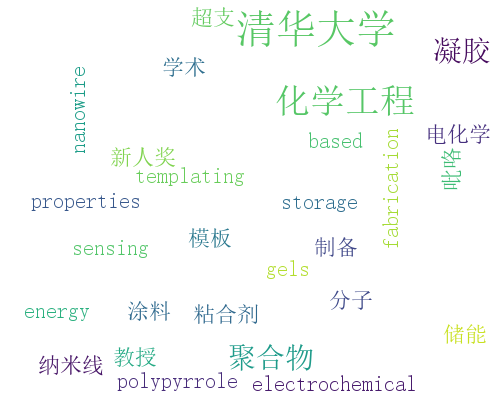 超支
清华大学
凝胶
学术
nanowire
化学工程
电化学
based
fabrication
新人奖
吡咯
templating
properties
storage
模板
制备
sensing
gels
分子
energy
涂料
粘合剂
储能
纳米线
教授
聚合物
polypyrrole
electrochemical